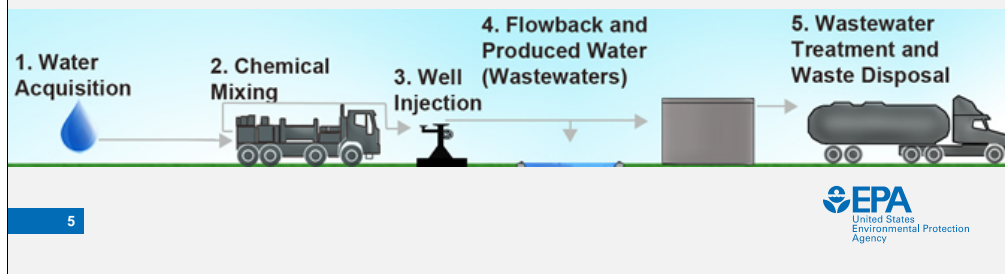 1. Water
Acquisition
2. Chemical
Mixing
3. Well
Injection
4. Flowback and
Produced Water
(Wastewaters)
5. Wastewater
Treatment and
Waste Disposal
5
EPA
United States
Environmental Protection
Agency